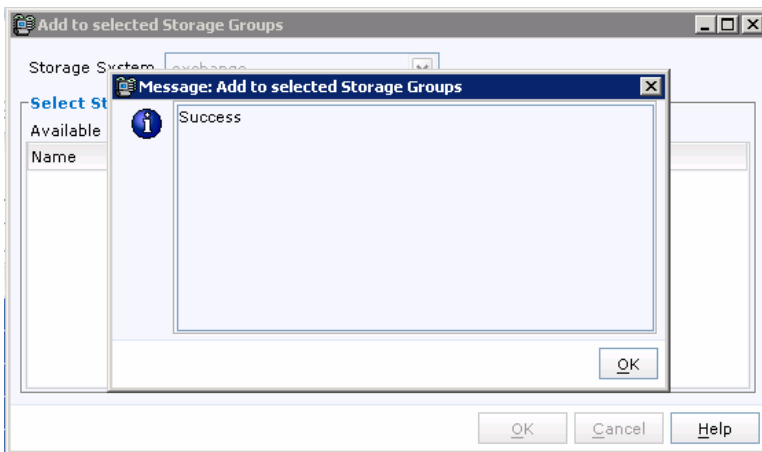 Add to selected Storage Groups
Storage System exchange
Message: Add to selected Storage Groups
Select St
Success
Available
Name
OK
OK Cancel Help